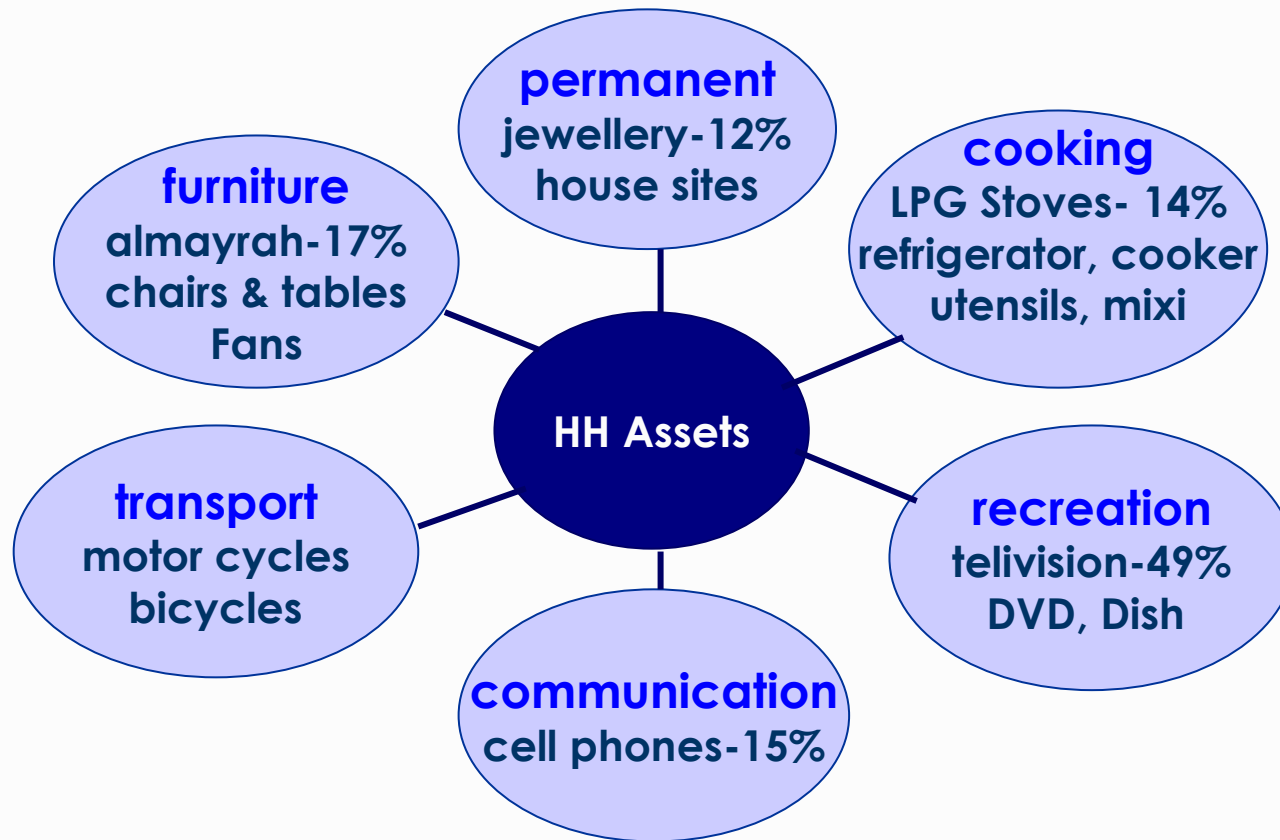 permanent
jewellery-12%
house sites
cooking
LPG Stoves- 14%
refrigerator, cooker
utensils, mixi
furniture
almayrah-17%
chairs & tables
Fans
HH Assets
transport
motor cycles
bicycles
recreation
telivision-49%
DVD, Dish
communication
cell phones-15%